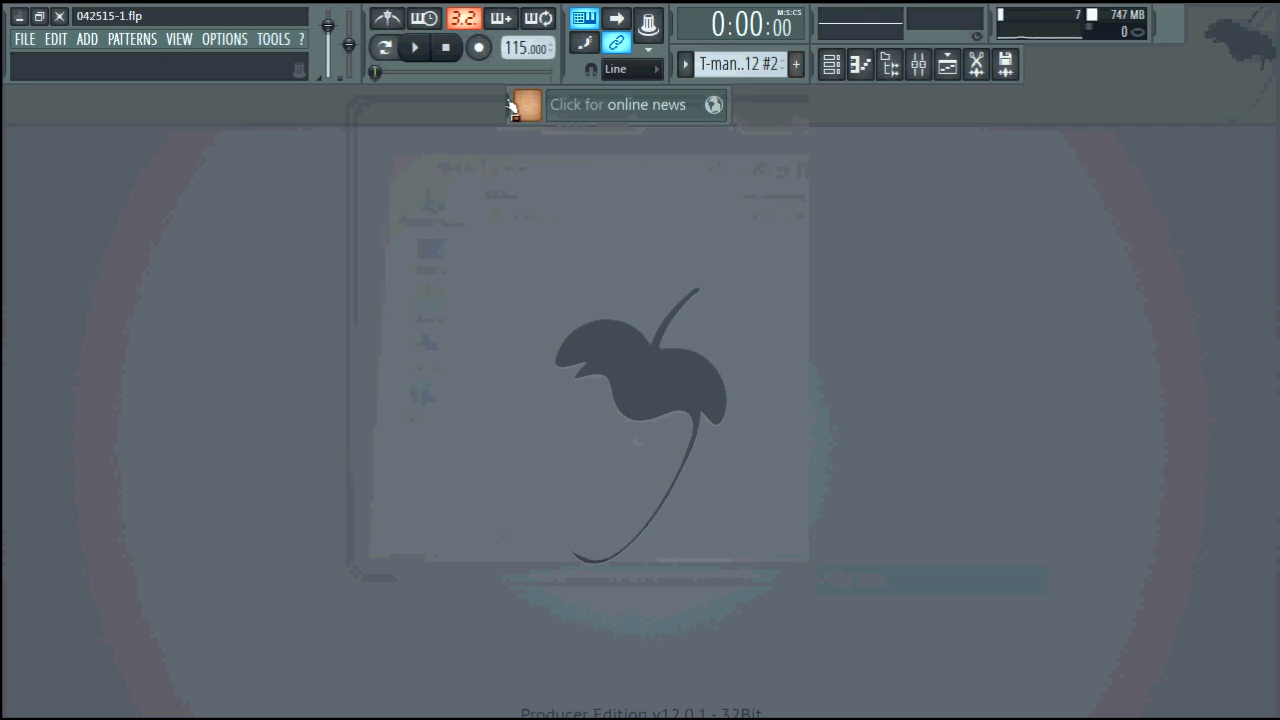 042515-1.flp
FILE EDIT ADD PATTERNS VIEW OPTIONS TOOLS ?
3.2.
115.000
Line
M:S:CS
0:00:00
T-man..12 #2
7
747 MB
0
Click for online news
Producer Edition v12.0.1 - 32Bit